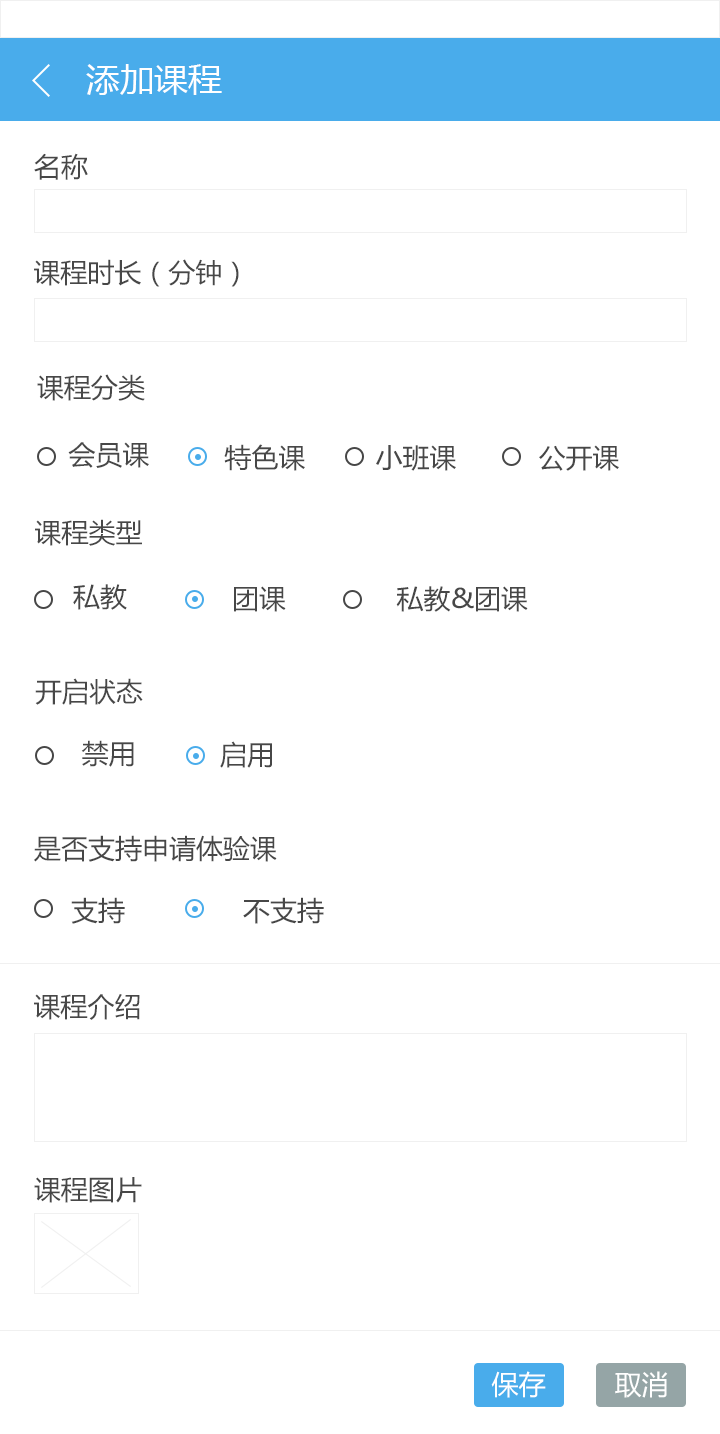 添加课程
名称
课程时长（分钟）
课程分类
会员课 特色课 小班课 公开课
课程类型
私教 团课 私教&团课
开启状态
禁用 启用
是否支持申请体验课
支持 不支持
课程介绍
课程图片
保存 取消